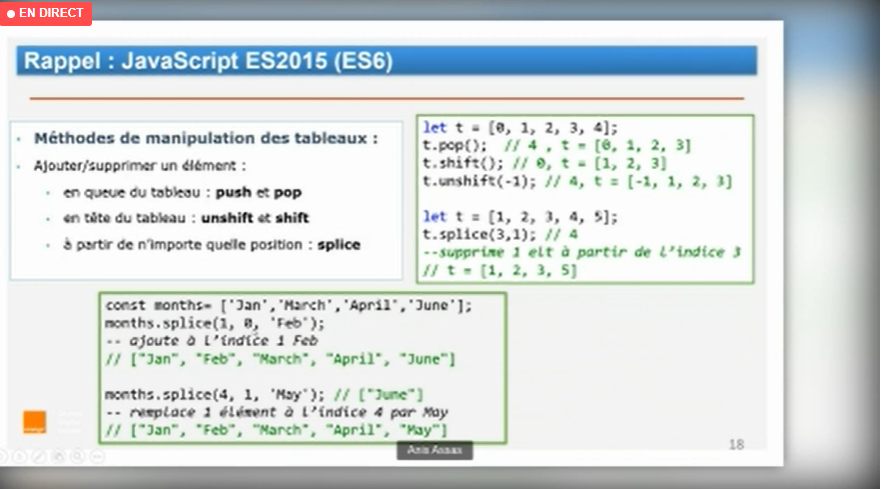 EN DIRECT
Rappel : JavaScript ES2015 (ES6)
Méthodes de manipulation des tableaux :
Ajouter/supprimer un élément :
en queue du tableau : push et pop
en tête du tableau : unshift et shift
à partir de n'importe quelle position : splice
let t = [0, 1, 2, 3, 4];
t.pop(); // 4 , t = [0, 1, 2, 3]
t.shift(); // 0, t = [1, 2, 3]
t.unshift(-1); // 4, t = [-1, 1, 2, 3]
let t = [1, 2, 3, 4, 5];
t.splice(3,1); // 4
--supprime 1 elt à partir de l'indice 3
// t = [1, 2, 3, 5]
const months= ['Jan','March','April','June'];
months.splice(1, 0, 'Feb');
-- ajoute à l'indice 1 Feb
// ["Jan", "Feb", "March", "April", "June"]
months.splice(4, 1, 'May'); // ["June"]
-- remplace 1 élément à l'indice 4 par May
// ["Jan", "Feb", "March", "April", "May"]
18